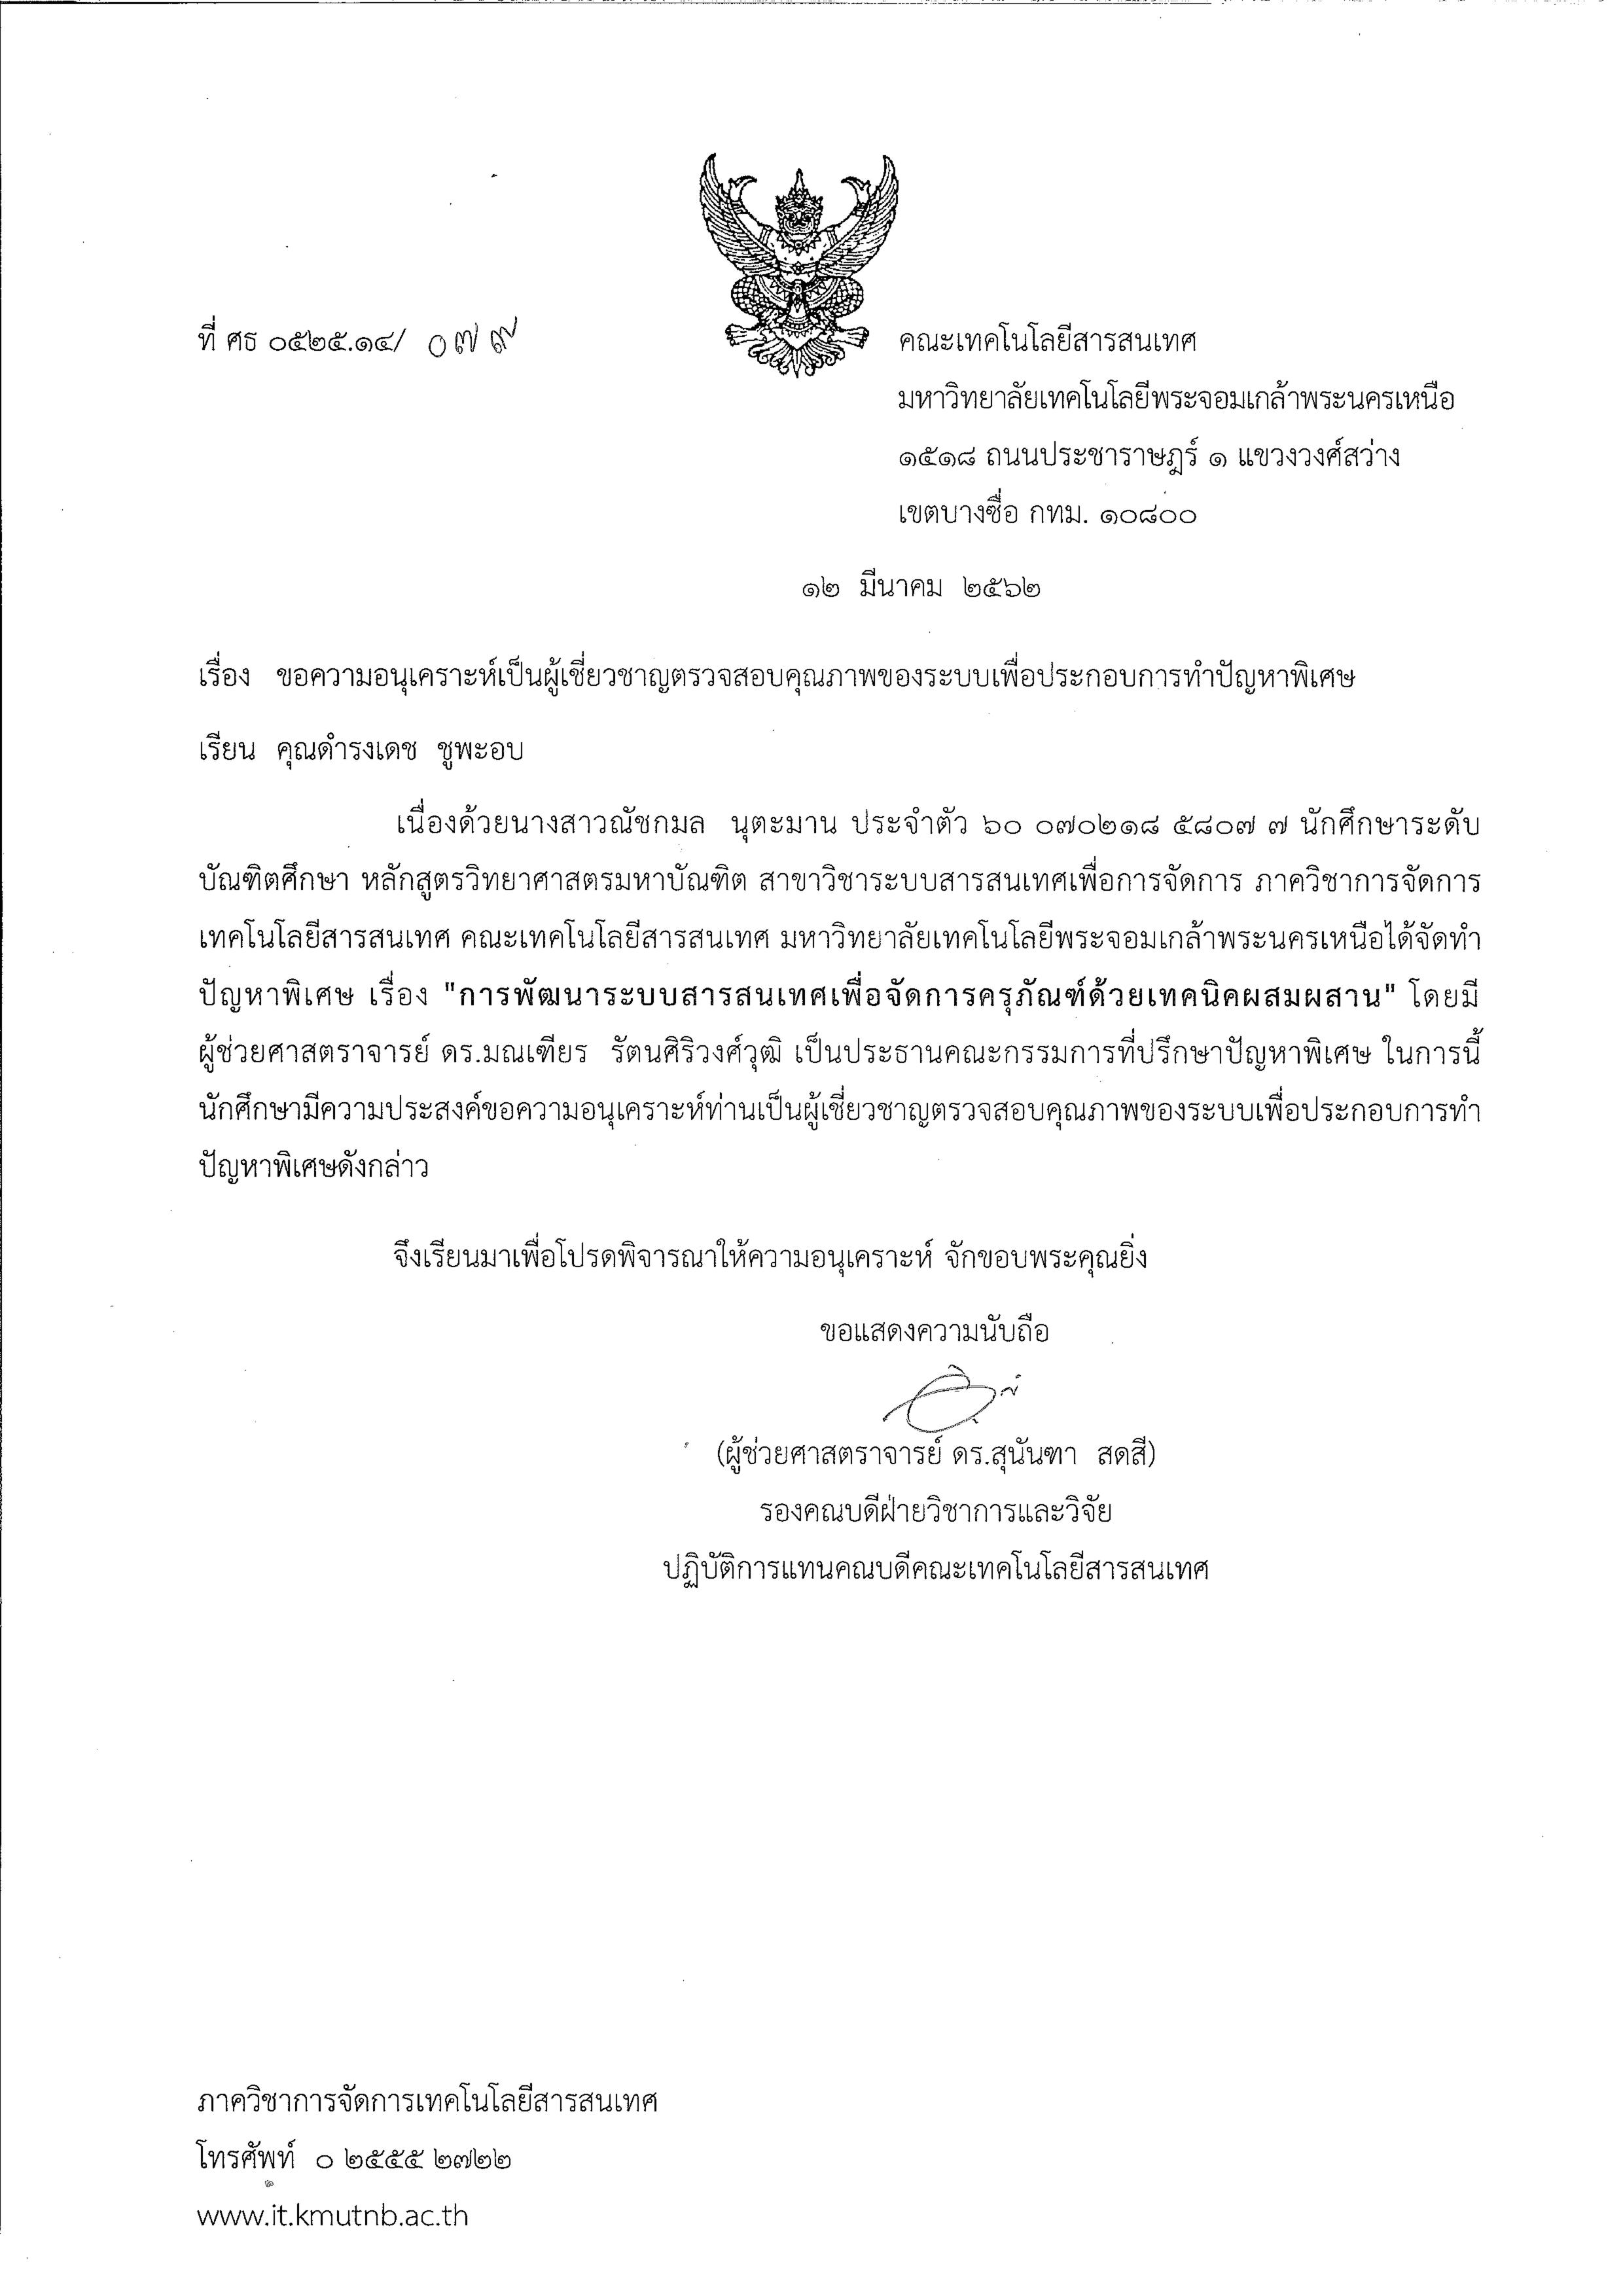 ที่ ศธ ๐๕๒๕.๑๔/ ๐๗๙
คณะเทคโนโลยีสารสนเทศ
มหาวิทยาลัยเทคโนโลยีพระจอมเกล้าพระนครเหนือ
๑๕๑๘ ถนนประชาราษฎร์ ๑ แขวงวงศ์สว่าง
เขตบางซื่อ กทม. ๑๐๘๐๐
๑๒ มีนาคม ๒๕๖๒
เรื่อง ขอความอนุเคราะห์เป็นผู้เชี่ยวชาญตรวจสอบคุณภาพของระบบเพื่อประกอบการทำปัญหาพิเศษ
เรียน คุณดำรงเดช ชูพะอบ
เนื่องด้วยนางสาวณัชกมล นุตะมาน ประจำตัว ๖๐ ๐๗๐๒๑๘ ๕๘๐๗ ๗ นักศึกษาระดับ
บัณฑิตศึกษา หลักสูตรวิทยาศาสตรมหาบัณฑิต สาขาวิชาระบบสารสนเทศเพื่อการจัดการ ภาควิชาการจัดการ
เทคโนโลยีสารสนเทศ คณะเทคโนโลยีสารสนเทศ มหาวิทยาลัยเทคโนโลยีพระจอมเกล้าพระนครเหนือได้จัดทำ
ปัญหาพิเศษ เรื่อง "การพัฒนาระบบสารสนเทศเพื่อจัดการครุภัณฑ์ด้วยเทคนิคผสมผสาน" โดยมี
ผู้ช่วยศาสตราจารย์ ดร.มณเฑียร รัตนศิริวงศ์วุฒิ เป็นประธานคณะกรรมการที่ปรึกษาปัญหาพิเศษ ในการนี้
นักศึกษามีความประสงค์ขอความอนุเคราะห์ท่านเป็นผู้เชี่ยวชาญตรวจสอบคุณภาพของระบบเพื่อประกอบการทำ
ปัญหาพิเศษดังกล่าว
จึงเรียนมาเพื่อโปรดพิจารณาให้ความอนุเคราะห์ จักขอบพระคุณยิ่ง
ขอแสดงความนับถือ
(ผู้ช่วยศาสตราจารย์ ดร.สุนันฑา สดสี)
รองคณบดีฝ่ายวิชาการและวิจัย
ปฏิบัติการแทนคณบดีคณะเทคโนโลยีสารสนเทศ
ภาควิชาการจัดการเทคโนโลยีสารสนเทศ
โทรศัพท์ ๐ ๒๕๕๕ ๒๗๒๒
www.it.kmutnb.ac.th